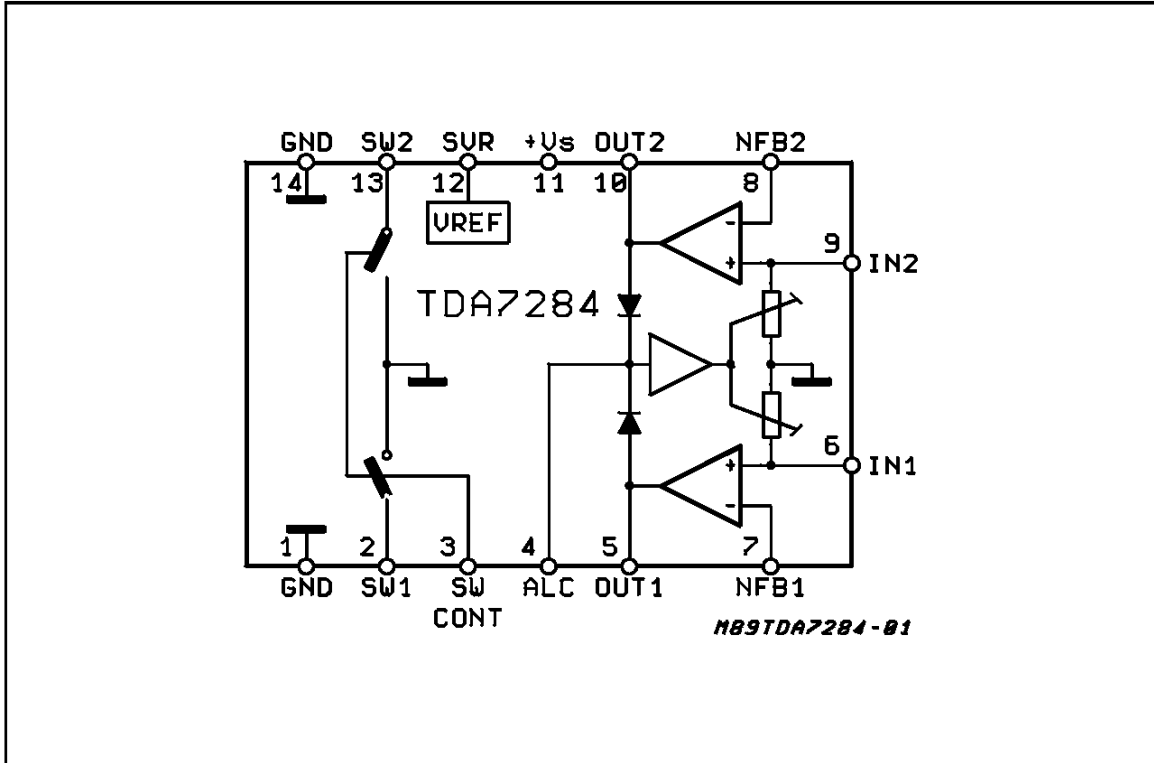 GND SW2 SVR +Vs OUT2 NFB2
14 13 12 11 10 8
VREF
9 IN2
TDA7284
6 IN1
1 2 3 4 5 7
GND SW1 SW ALC OUT1 NFB1
CONT
M89TDA7284-01